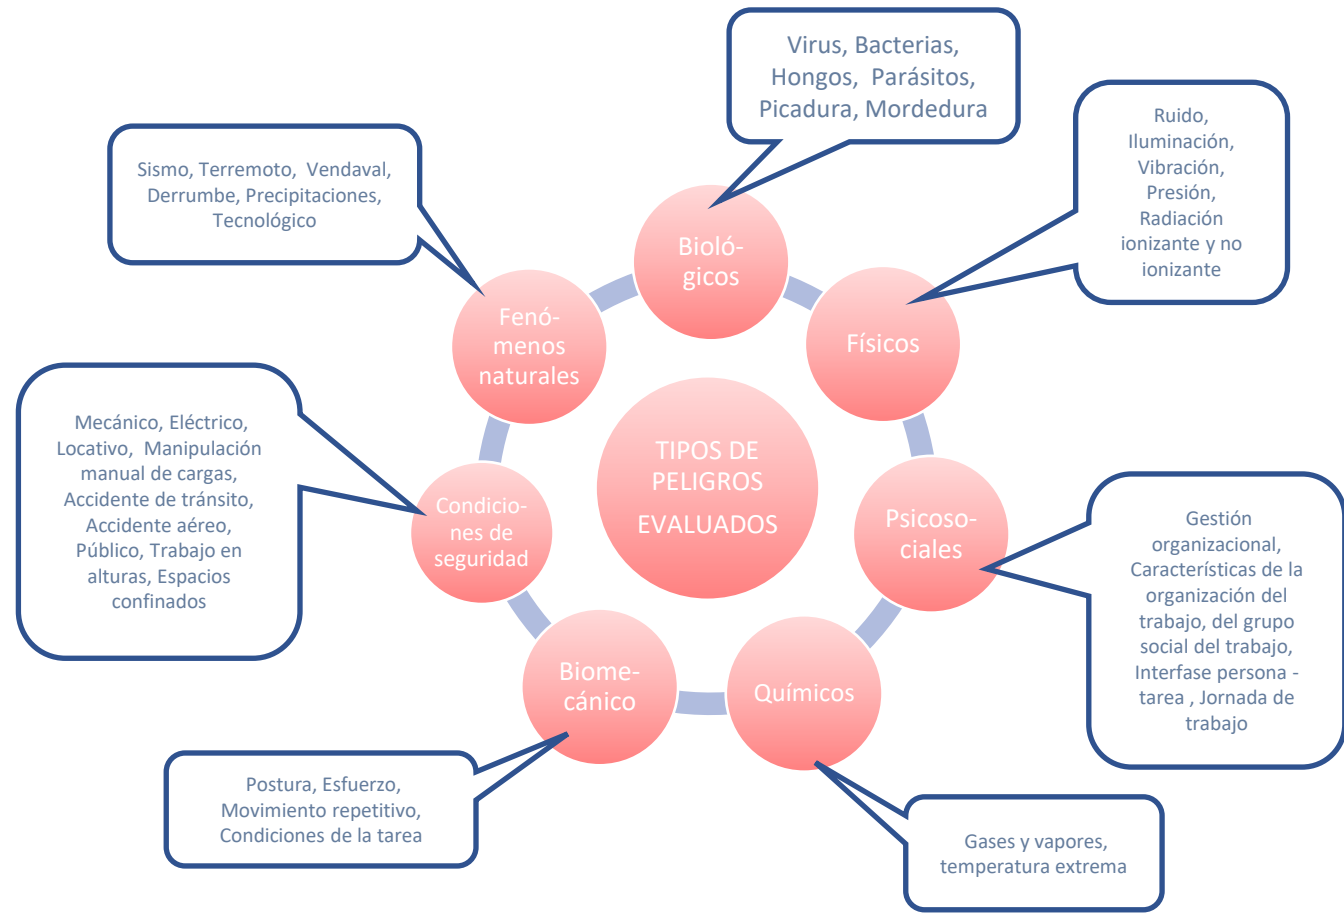 Virus, Bacterias,
Hongos, Parásitos,
Picadura, Mordedura
Ruido,
Iluminación,
Vibración,
Presión,
Radiación
ionizante y no
ionizante
Sismo, Terremoto, Vendaval,
Derrumbe, Precipitaciones,
Tecnológico
Bioló-
gicos
Fenó-
menos
naturales
Físicos
Mecánico, Eléctrico,
Locativo, Manipulación
manual de cargas,
Accidente de tránsito,
Accidente aéreo,
Público, Trabajo en
alturas, Espacios
confinados
TIPOS DE
PELIGROS
EVALUADOS
Condicio-
nes de
seguridad
Psicoso-
ciales
Gestión
organizacional,
Característicás de la
organización del
trabajo, del grupo
social del trabajo,
Interfase persona -
tarea , Jornada de
trabajo
Biome-
cánico
Químicos
Postura, Esfuerzo,
Movimiento repetitivo,
Condiciones de la tarea
Gases y vapores,
temperatura extrema